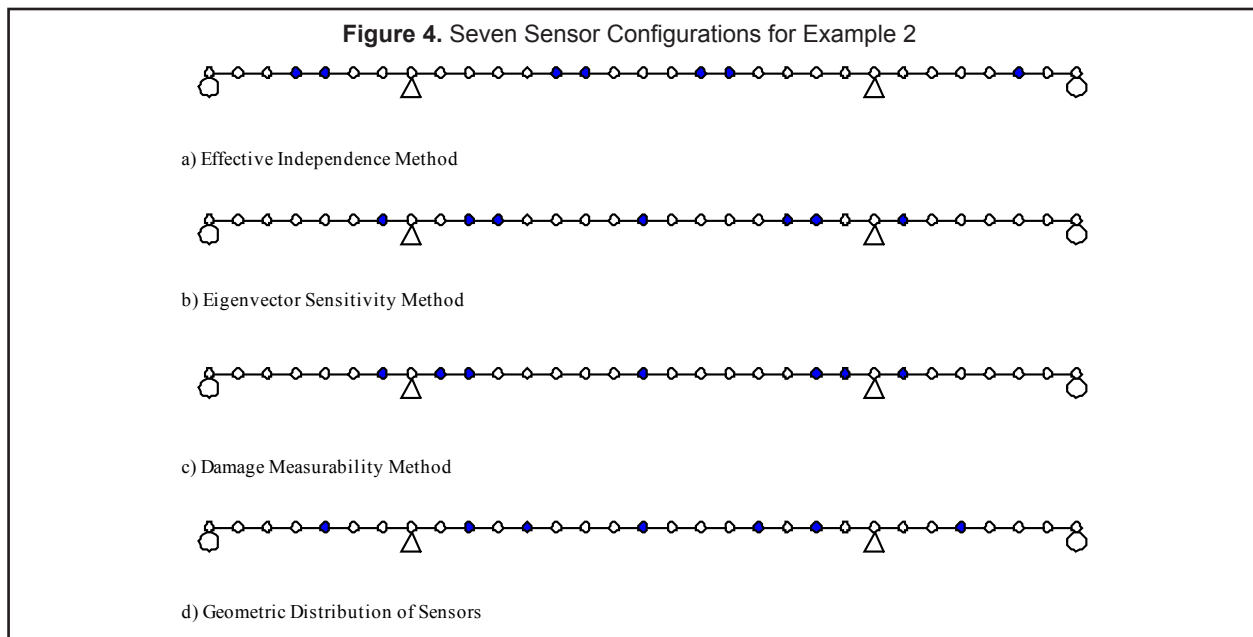 Figure 4. Seven Sensor Configurations for Example 2
a) Effective Independence Method
b) Eigenvector Sensitivity Method
c) Damage Measurability Method
d) Geometric Distribution of Sensors